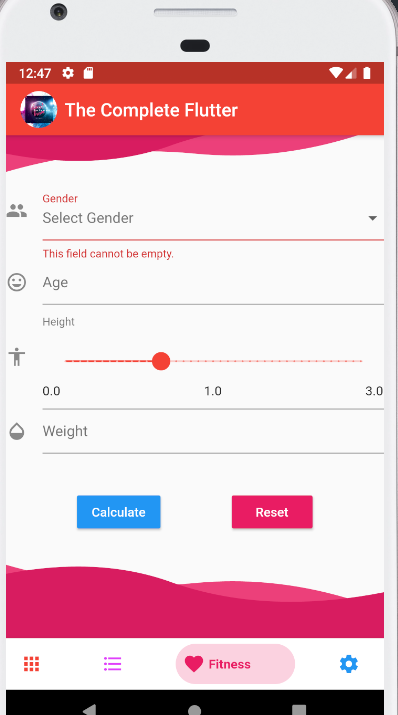 12:47
The Complete Flutter
Gender
Select Gender
This field cannot be empty.
Age
Height
0.0 1.0 3.0
Weight
Calculate Reset
Fitness